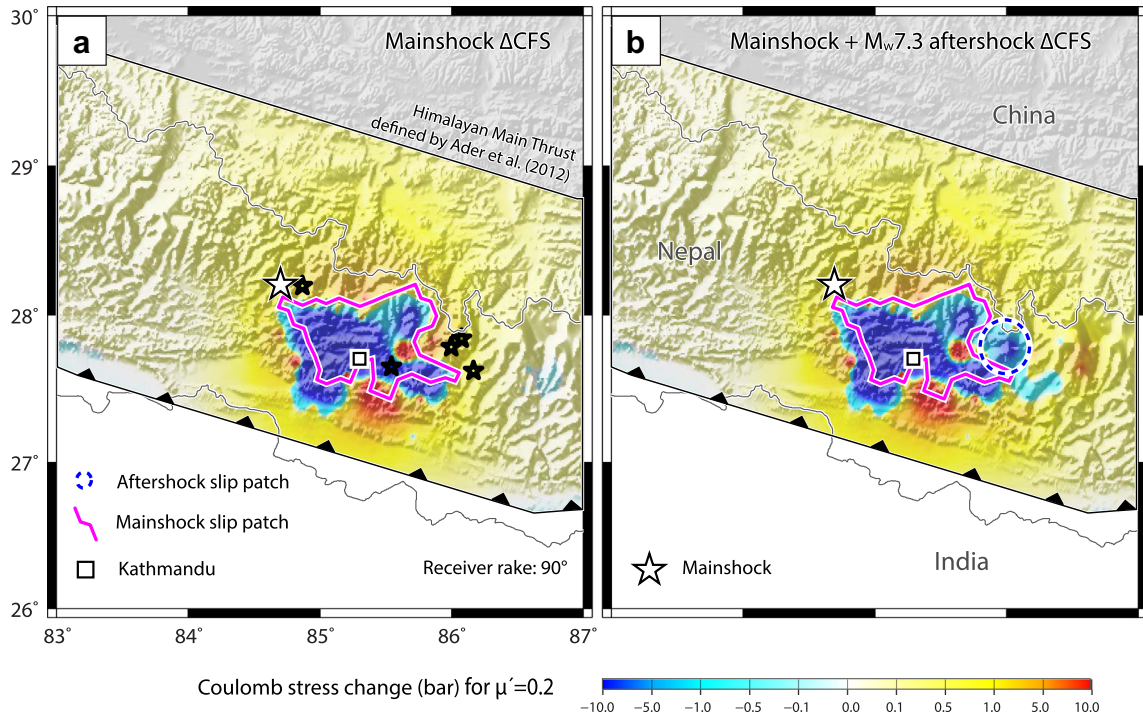 a
Mainshock ΔCFS
Himalayan Main Thrust
defined by Ader et al. (2012)
30˚
29˚
28˚
27˚
26˚
83˚
84˚
85˚
86˚
87˚
Aftershock slip patch
Mainshock slip patch
Kathmandu
Receiver rake: 90°
b
Mainshock + Mw7.3 aftershock ΔCFS
China
Nepal
India
Mainshock
Coulomb stress change (bar) for μ´=0.2
−10.0 −5.0 −1.0 −0.5 −0.1 0.0 0.1 0.5 1.0 5.0 10.0